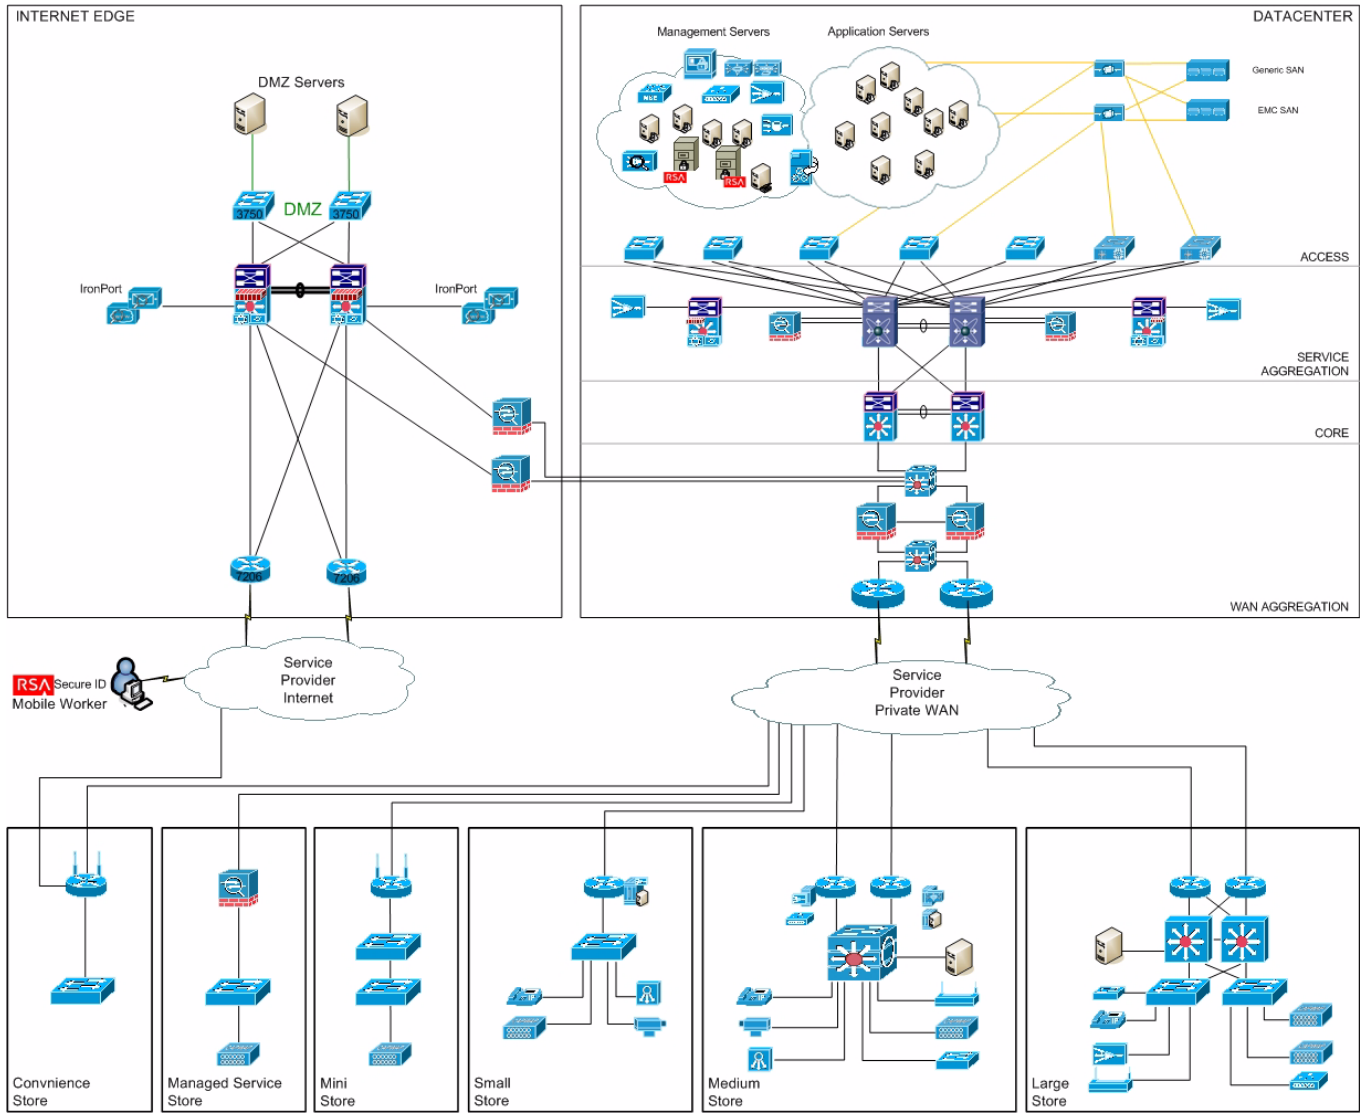 INTERNET EDGE
DMZ Servers
3750
DMZ
3750
IronPort
IronPort
7206
7206
DATACENTER
Management Servers
Application Servers
Generic SAN
EMC SAN
NME
RSA
RSA
ACCESS
SERVICE
AGGREGATION
CORE
WAN AGGREGATION
RSA Secure ID
Mobile Worker
Service
Provider
Internet
Service
Provider
Private WAN
Convnience
Store
Managed Service
Store
Mini
Store
Small
Store
Medium
Store
Large
Store